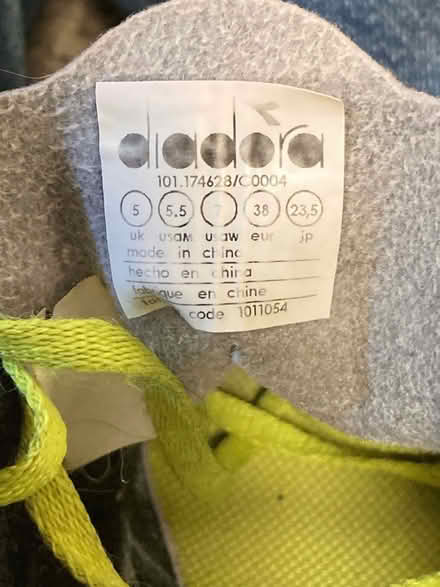 diadora
101.174628/C0004
5 5.5 7 38 23,5
uk usaM usaW eur jp
made in china
hecho en china
fabrique en chine
code 1011054